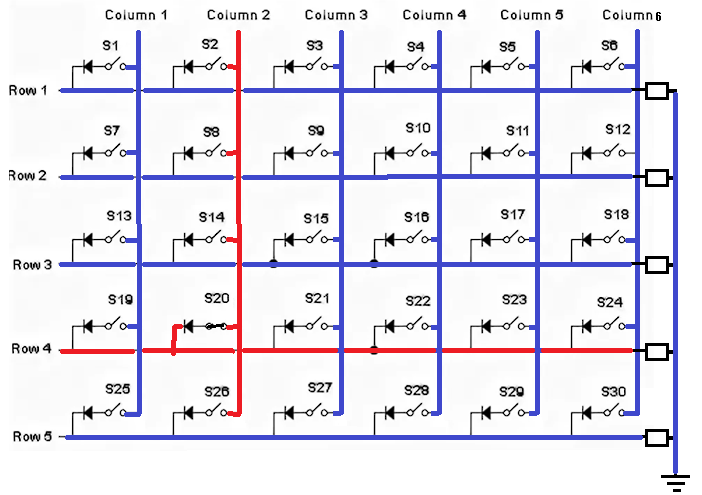 Column 1 Column 2 Column 3 Column 4 Column 5 Column 6
S1 S2 S3 S4 S5 S6
Row 1
S7 S8 S9 S10 S11 S12
Row 2
S13 S14 S15 S16 S17 S18
Row 3
S19 S20 S21 S22 S23 S24
Row 4
S25 S26 S27 S28 S29 S30
Row 5